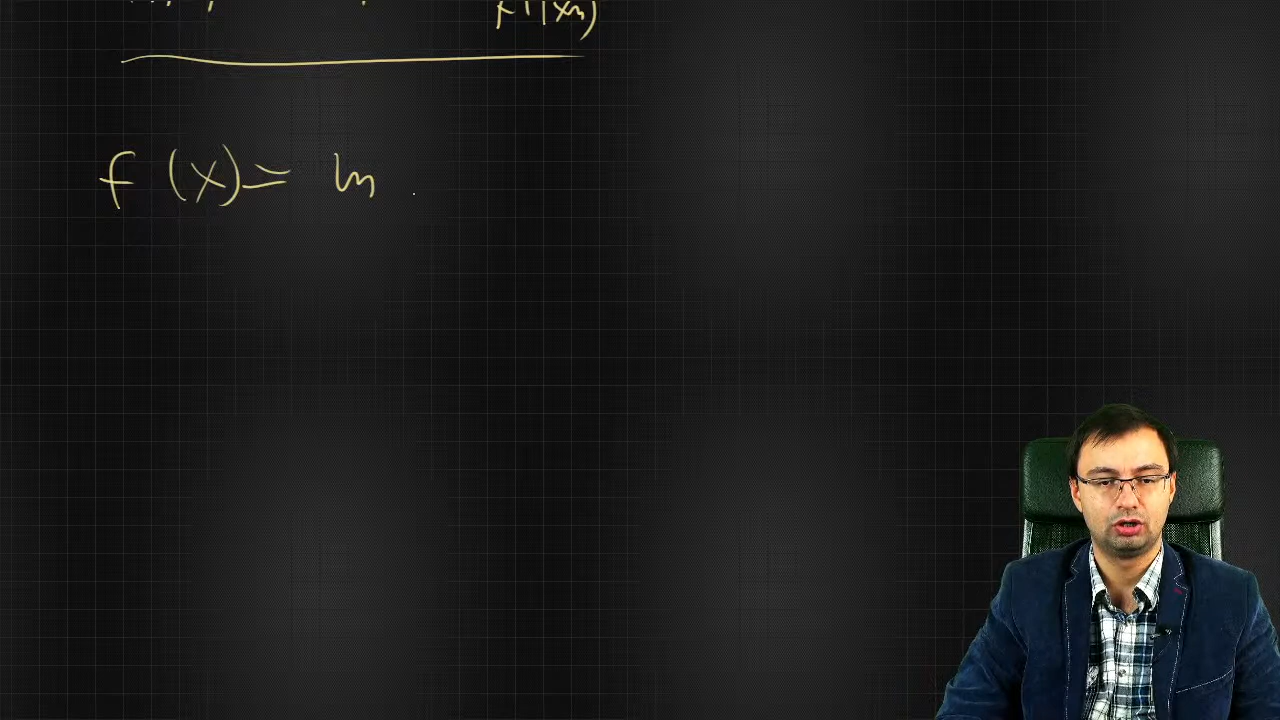 f'(xn)
f (x) = ln